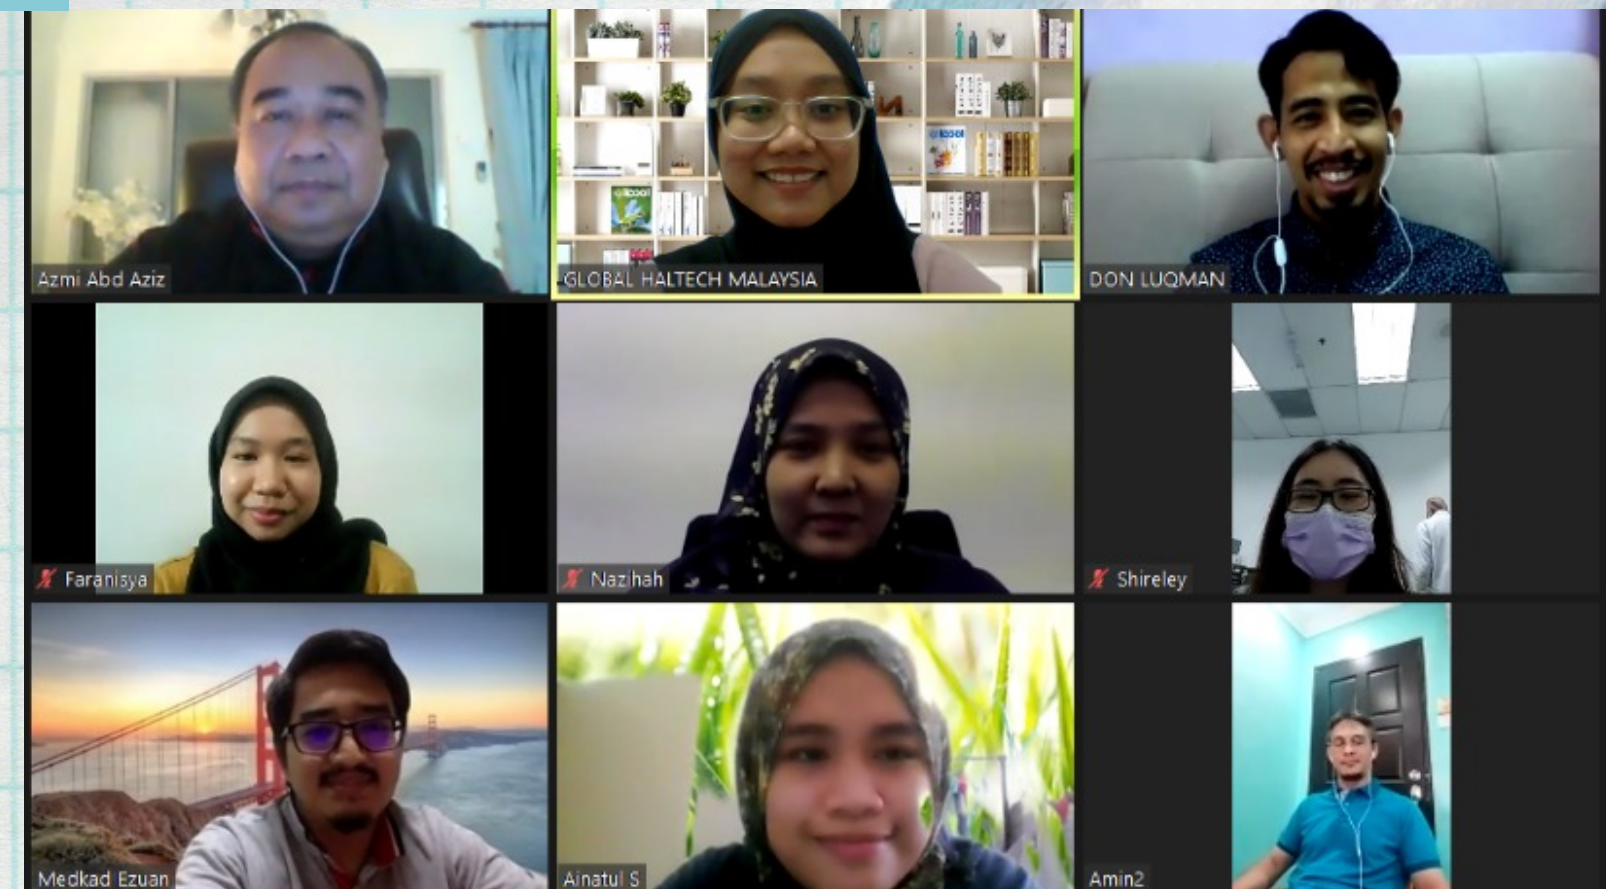 Azmi Abd Aziz
GLOBAL HALTECH MALAYSIA
DON LUQMAN
Faranisya
Nazihah
Shireley
Medkad Ezuan
Ainatul S
Amin2